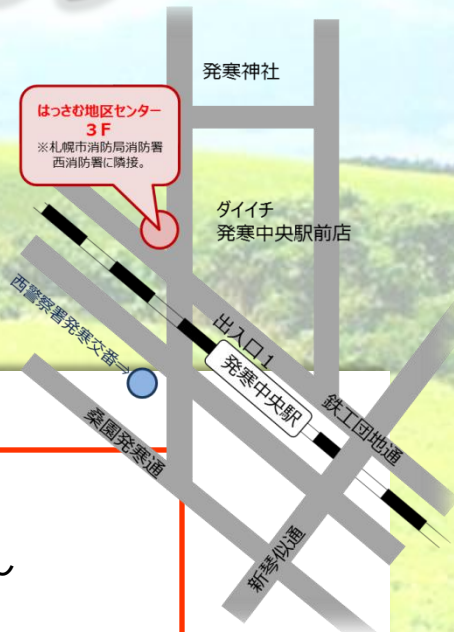 発寒神社
はっさむ地区センター
3F
※札幌市消防局消防署
西消防署に隣接。
ダイイチ
発寒中央駅前店
西警察署発寒交番→
出入口1
発寒中央駅
鉄工団地通
桑園発寒通
新琴似通
ん